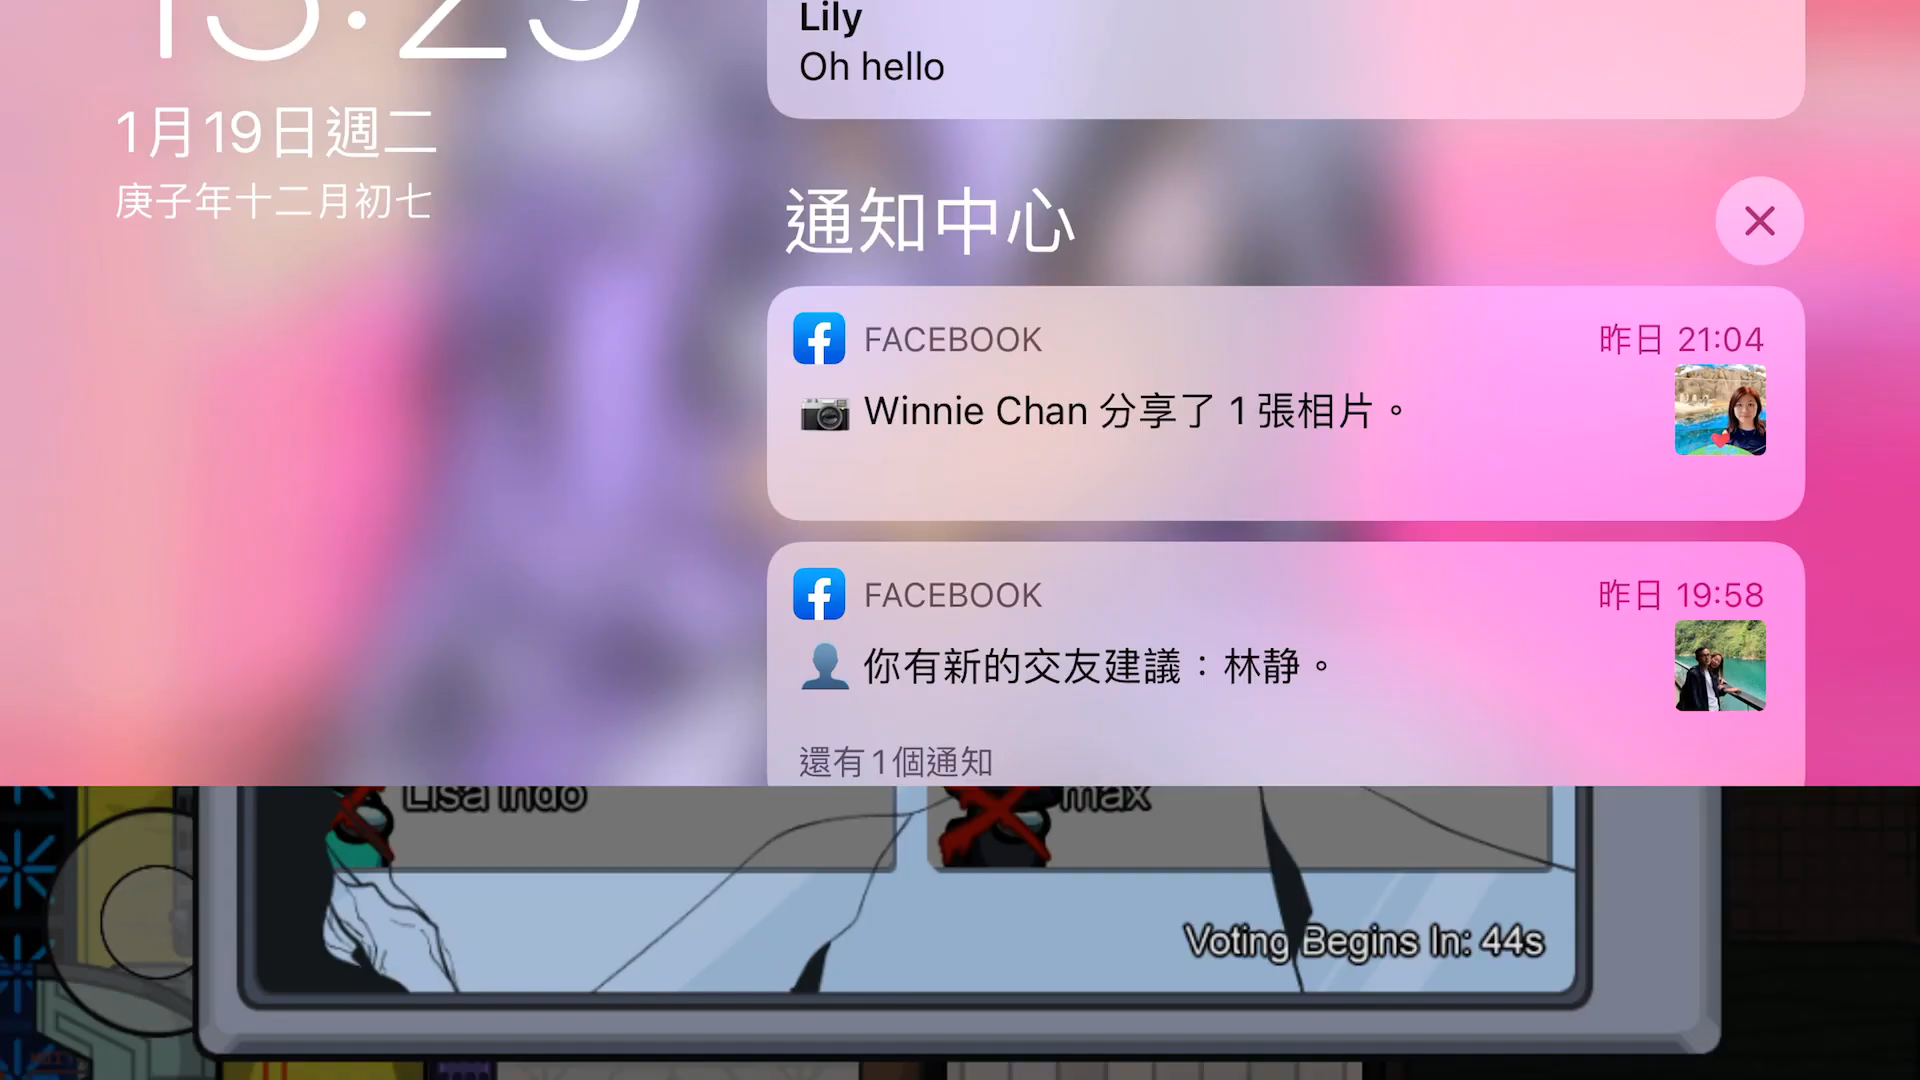 1月19日週二
庚子年十二月初七
Lily
Oh hello
通知中心
FACEBOOK
昨日 21:04
Winnie Chan 分享了 1 張相片。
FACEBOOK
昨日 19:58
你有新的交友建議：林静。
還有1個通知
Lisa Indo
max
Voting Begins In: 44s